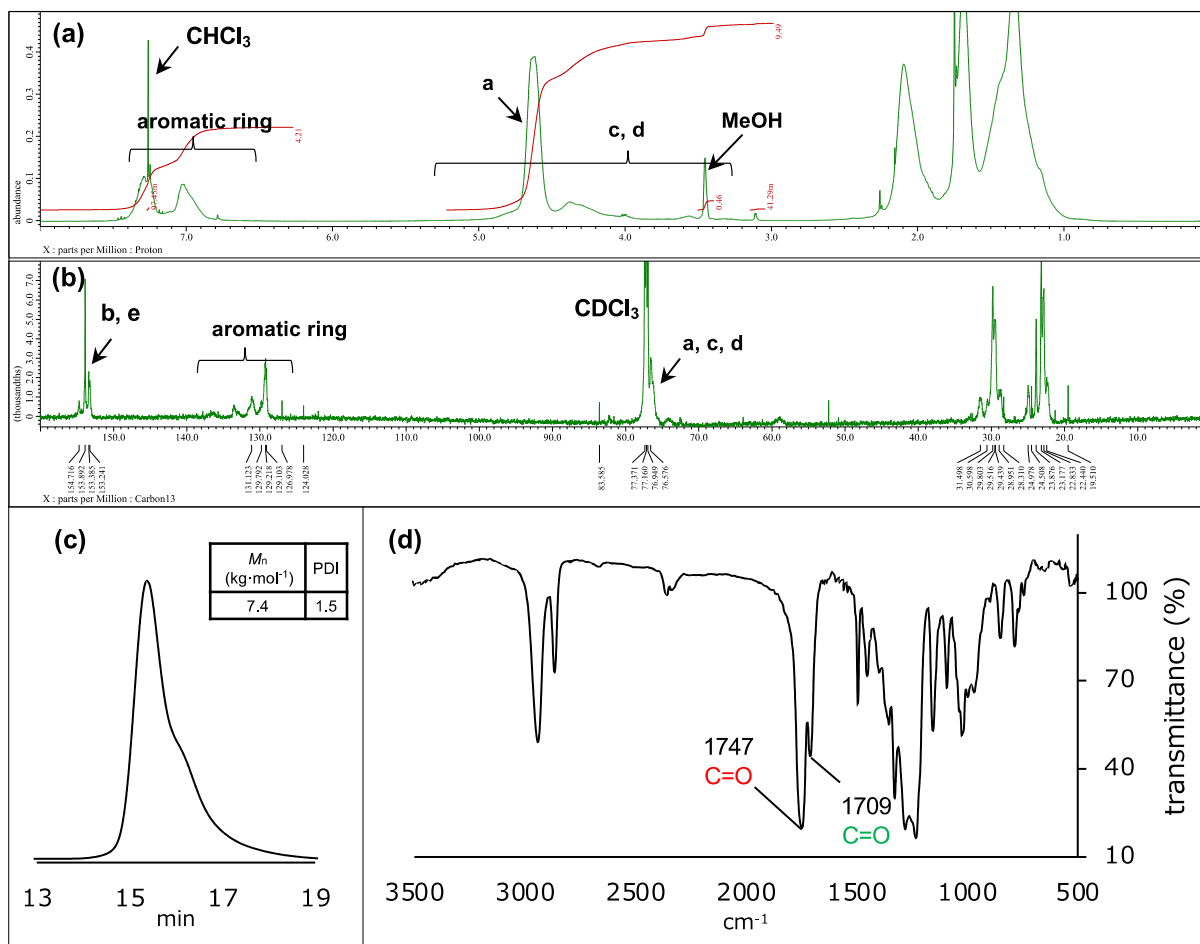 (a)
CHCl3
aromatic ring
a
c, d
MeOH
4.21
97.45m
9.49
0.46
41.29m
abundance
0 0.1 0.2 0.3 0.4
7.0 6.0 5.0 4.0 3.0 2.0 1.0
X : parts per Million : Proton
(b)
b, e
aromatic ring
CDCl3
a, c, d
(thousandths)
0 1.0 2.0 3.0 4.0 5.0 6.0 7.0
150.0 140.0 130.0 120.0 110.0 100.0 90.0 80.0 70.0 60.0 50.0 40.0 30.0 20.0 10.0 0
154.716 153.892 153.385 153.241 131.123 129.792 129.218 129.103 126.978 124.028 83.585 77.371 77.160 76.949 76.576 31.498 30.598 29.803 29.516 29.439 28.951 28.310 24.978 24.508 23.876 23.177 22.833 22.440 19.510
X : parts per Million : Carbon13
(c)
Mn
(kg·mol-1)
PDI
7.4 1.5
13 15 17 19
min
(d)
1747
C=O
1709
C=O
100
70
40
10
transmittance (%)
3500 3000 2500 2000 1500 1000 500
cm-1